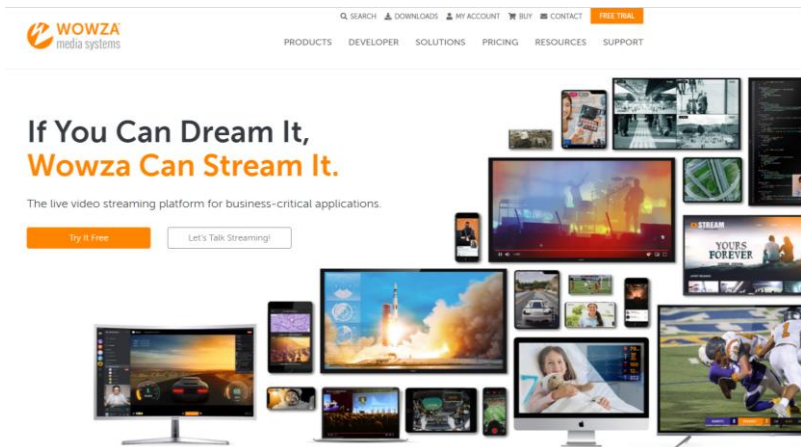 SEARCH DOWNLOADS MY ACCOUNT BUY CONTACT FREE TRIAL
WOWZA
media systems
PRODUCTS DEVELOPER SOLUTIONS PRICING RESOURCES SUPPORT
If You Can Dream It,
Wowza Can Stream It.
The live video streaming platform for business-critical applications.
Try It Free
Let's Talk Streaming!
STREAM
YOURS
FOREVER